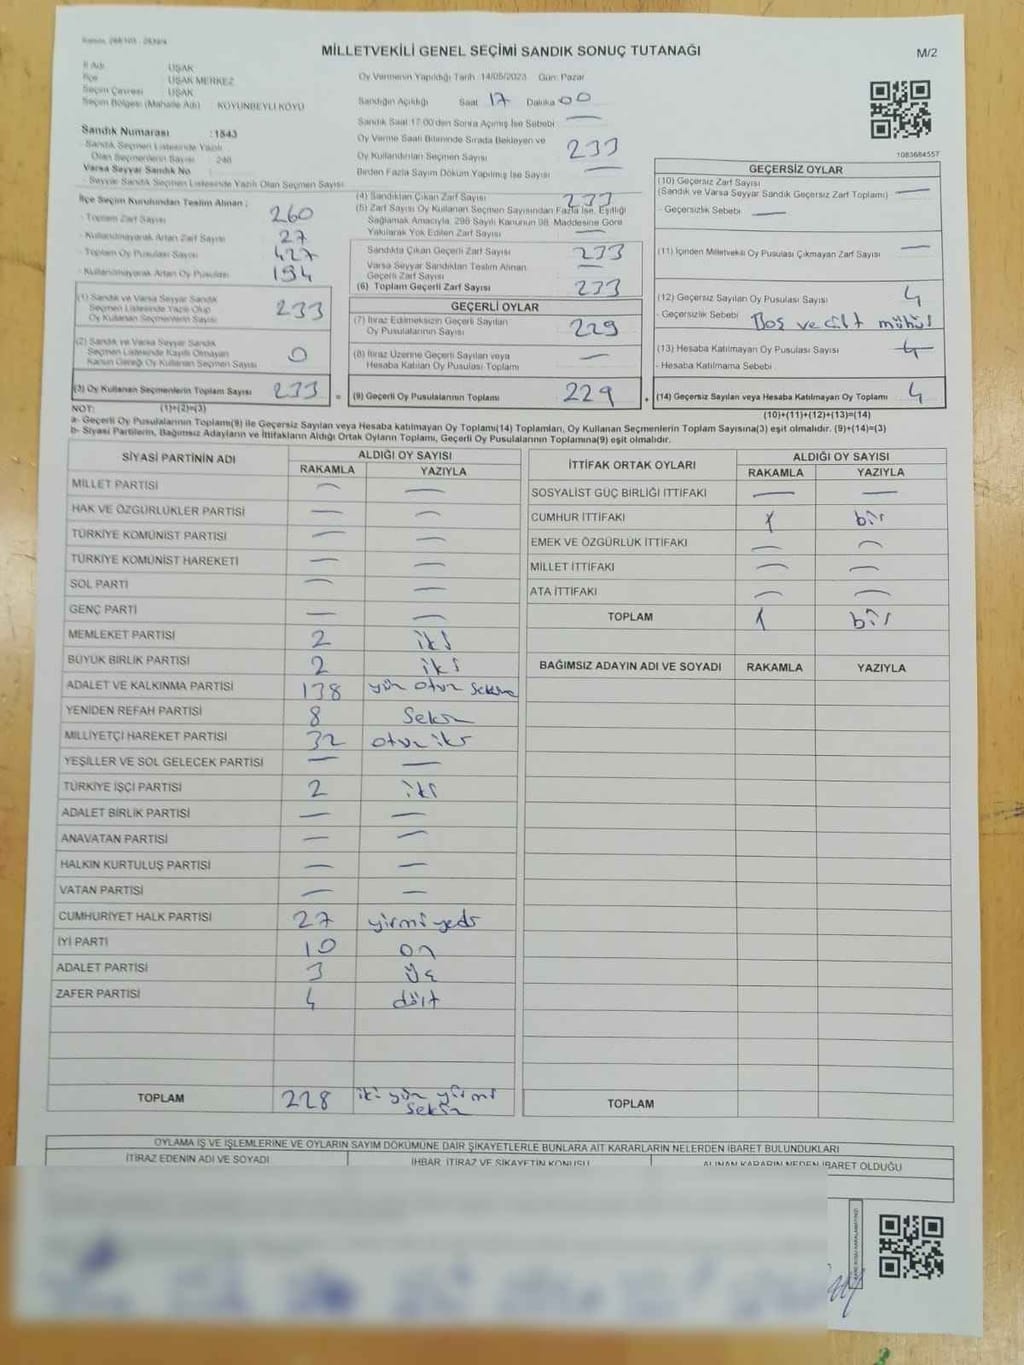 MİLLETVEKİLİ GENEL SEÇİMİ SANDIK SONUÇ TUTANAĞI
M/2
İl Adı : UŞAK
İlçe : UŞAK MERKEZ
Seçim Çevresi : UŞAK
Seçim Bölgesi (Mahalle Adı) : KOYUNBEYLİ KÖYÜ
Sandık Numarası : 1843
Sandık Seçmen Listesinde Yazılı
Olan Seçmenlerin Sayısı : 248
Varsa Seyyar Sandık No
Seyyar Sandık Seçmen Listesinde Yazılı Olan Seçmen Sayısı
İlçe Seçim Kurulundan Teslim Alınan ;
- Toplam Zarf Sayısı 260
- Kullanılmayarak Artan Zarf Sayısı 27
- Toplam Oy Pusulası Sayısı 427
- Kullanılmayarak Artan Oy Pusulası 194
(1) Sandık ve Varsa Seyyar Sandık
Seçmen Listesinde Yazılı Olup
Oy Kullanan Seçmenlerin Sayısı 233
(2) Sandık ve Varsa Seyyar Sandık
Seçmen Listesinde Kayıtlı Olmayan
Kanun Gereği Oy Kullanan Seçmen Sayısı 0
(3) Oy Kullanan Seçmenlerin Toplam Sayısı 233 =
Oy Vermenin Yapıldığı Tarih :14/05/2023 Gün: Pazar
Sandığın Açıldığı Saat 17 Dakika 00
Sandık Saat 17:00'den Sonra Açılmış İse Sebebi —
Oy Verme Saati Bitiminde Sırada Bekleyen ve
Oy Kullandırılan Seçmen Sayısı 233
Birden Fazla Sayım Döküm Yapılmış İse Sayısı —
(4) Sandıktan Çıkan Zarf Sayısı 233
(5) Zarf Sayısı Oy Kullanan Seçmen Sayısından Fazla İse, Eşitliği
Sağlamak Amacıyla, 298 Sayılı Kanunun 98. Maddesine Göre
Yakılarak Yok Edilen Zarf Sayısı —
Sandıkta Çıkan Geçerli Zarf Sayısı 233
Varsa Seyyar Sandıktan Teslim Alınan
Geçerli Zarf Sayısı —
(6) Toplam Geçerli Zarf Sayısı 233
GEÇERLİ OYLAR
(7) İtiraz Edilmeksizin Geçerli Sayılan
Oy Pusulalarının Sayısı 229
(8) İtiraz Üzerine Geçerli Sayılan veya
Hesaba Katılan Oy Pusulası Toplamı —
(9) Geçerli Oy Pusulalarının Toplamı 229 +
1083684557
GEÇERSİZ OYLAR
(10) Geçersiz Zarf Sayısı
(Sandık ve Varsa Seyyar Sandık Geçersiz Zarf Toplamı) —
- Geçersizlik Sebebi —
(11) İçinden Milletvekili Oy Pusulası Çıkmayan Zarf Sayısı —
(12) Geçersiz Sayılan Oy Pusulası Sayısı 4
- Geçersizlik Sebebi Boş ve
(13) Hesaba Katılmayan Oy Pusulası Sayısı
- Hesaba Katılmama Sebebi
(14) Geçersiz Sayılan veya Hesaba Katılmayan Oy Toplamı 4
NOT: (1)+(2)=(3)
(10)+(11)+(12)+(13)=(14)
a- Geçerli Oy Pusulalarının Toplamı(9) ile Geçersiz Sayılan veya Hesaba katılmayan Oy Toplamı(14) Toplamları, Oy Kullanan Seçmenlerin Toplam Sayısına(3) eşit olmalıdır. (9)+(14)=(3)
b- Siyasi Partilerin, Bağımsız Adayların ve İttifakların Aldığı Ortak Oyların Toplamı, Geçerli Oy Pusulalarının Toplamına(9) eşit olmalıdır.
SİYASİ PARTİNİN ADI ALDIĞI OY SAYISI
RAKAMLA YAZIYLA
MİLLET PARTİSİ — —
HAK VE ÖZGÜRLÜKLER PARTİSİ — —
TÜRKİYE KOMÜNİST PARTİSİ — —
TÜRKİYE KOMÜNİST HAREKETİ — —
SOL PARTİ — —
GENÇ PARTİ — —
MEMLEKET PARTİSİ 2 iki
BÜYÜK BİRLİK PARTİSİ 2 iki
ADALET VE KALKINMA PARTİSİ 138 yüz otuz sekiz
YENİDEN REFAH PARTİSİ 8 Sekiz
MİLLİYETÇİ HAREKET PARTİSİ 32 otuz iki
YEŞİLLER VE SOL GELECEK PARTİSİ — —
TÜRKİYE İŞÇİ PARTİSİ 2 iki
ADALET BİRLİK PARTİSİ — —
ANAVATAN PARTİSİ — —
HALKIN KURTULUŞ PARTİSİ — —
VATAN PARTİSİ — —
CUMHURİYET HALK PARTİSİ 27 yirmi yedi
İYİ PARTİ 10 on
ADALET PARTİSİ 3 üç
ZAFER PARTİSİ 4 dört
TOPLAM 228 iki yüz yirmi
sekiz
İTTİFAK ORTAK OYLARI ALDIĞI OY SAYISI
RAKAMLA YAZIYLA
SOSYALİST GÜÇ BİRLİĞİ İTTİFAKI — —
CUMHUR İTTİFAKI 1 bir
EMEK VE ÖZGÜRLÜK İTTİFAKI — —
MİLLET İTTİFAKI — —
ATA İTTİFAKI — —
TOPLAM 1 bir
BAĞIMSIZ ADAYIN ADI VE SOYADI RAKAMLA YAZIYLA
TOPLAM
OYLAMA İŞ VE İŞLEMLERİNE VE OYLARIN SAYIM DÖKÜMÜNE DAİR ŞİKAYETLERLE BUNLARA AİT KARARLARIN NELERDEN İBARET BULUNDUKLARI
İTİRAZ EDENİN ADI VE SOYADI İHBAR, İTİRAZ VE ŞİKAYETİN KONUSU ALINAN KARARIN NEDEN İBARET OLDUĞU